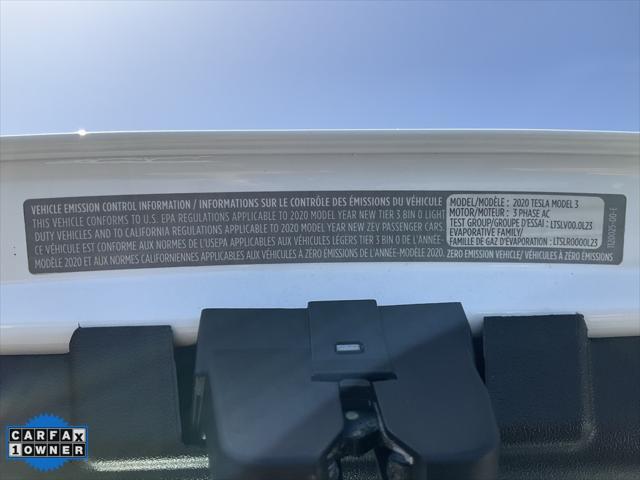 VEHICLE EMISSION CONTROL INFORMATION / INFORMATIONS SUR LE CONTRÔLE DES ÉMISSIONS DU VÉHICULE
THIS VEHICLE CONFORMS TO U.S. EPA REGULATIONS APPLICABLE TO 2020 MODEL YEAR NEW TIER 3 BIN 0 LIGHT
DUTY VEHICLES AND TO CALIFORNIA REGULATIONS APPLICABLE TO 2020 MODEL YEAR NEW ZEV PASSENGER CARS.
CE VÉHICULE EST CONFORME AUX NORMES DE L'USEPA APPLICABLES AUX VÉHICULES LÉGERS TIER 3 BIN 0 DE L'ANNÉE-
MODÈLE 2020 ET AUX NORMES CALIFORNIENNES APPLICABLES AUX VÉHICULES À ZÉRO ÉMISSIONS DE L'ANNÉE-MODÈLE 2020.
MODEL/MODÈLE : 2020 TESLA MODEL 3
MOTOR/MOTEUR : 3 PHASE AC
TEST GROUP/GROUPE D'ESSAI : LTSLV00.0LZ3
EVAPORATIVE FAMILY/
FAMILLE DE GAZ D'ÉVAPORATION : LTSLR0000LZ3
ZERO EMISSION VEHICLE/ VÉHICULES À ZÉRO ÉMISSIONS
1120025-00-E
CARFAX
1 OWNER